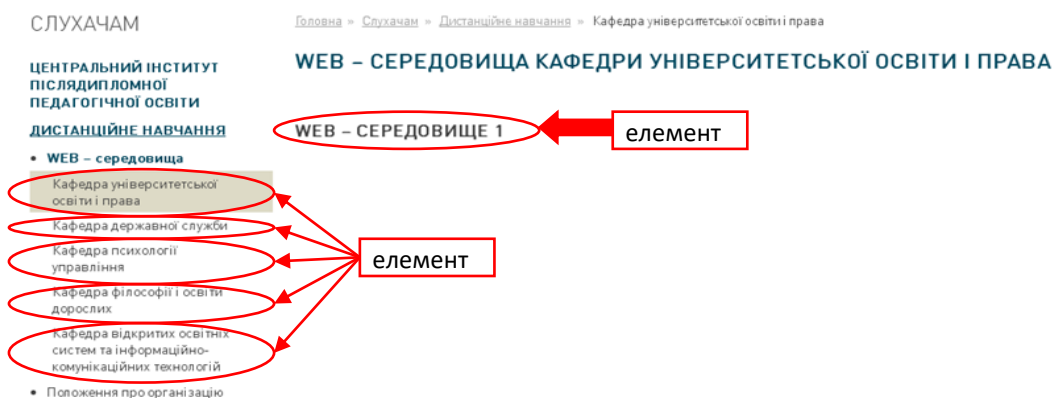 СЛУХАЧАМ
ЦЕНТРАЛЬНИЙ ІНСТИТУТ
ПІСЛЯДИПЛОМНОЇ
ПЕДАГОГІЧНОЇ ОСВІТИ
ДИСТАНЦІЙНЕ НАВЧАННЯ
• WEB – середовища
Кафедра університетської
освіти і права
Кафедра державної служби
Кафедра психології
управління
Кафедра філософії і освіти
дорослих
Кафедра відкритих освітніх
систем та інформаційно-
комунікаційних технологій
• Положення про організацію
Головна » Слухачам » Дистанційне навчання » Кафедра університетської освіти і права
WEB – СЕРЕДОВИЩА КАФЕДРИ УНІВЕРСИТЕТСЬКОЇ ОСВІТИ І ПРАВА
WEB – СЕРЕДОВИЩЕ 1
елемент
елемент